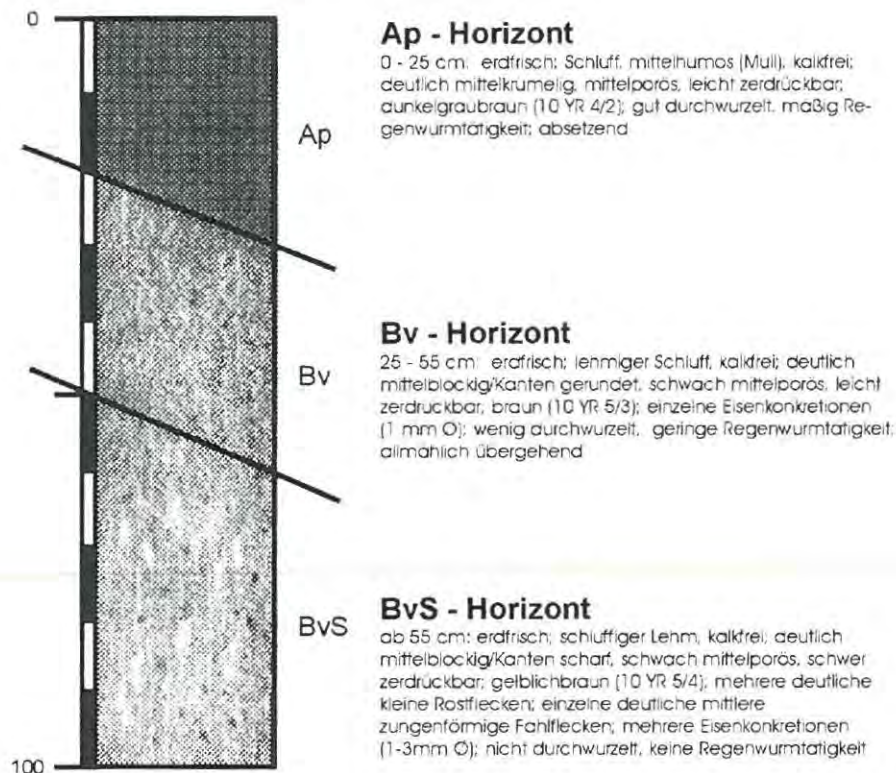 0
Ap - Horizont
0 - 25 cm: erdfrisch; Schluff, mittelhumos (Mull), kalkfrei;
deutlich mittelkrümelig, mittelporös, leicht zerdrückbar;
dunkelgraubraun (10 YR 4/2); gut durchwurzelt, mäßig Re-
genwurmtätigkeit; absetzend
Ap
Bv - Horizont
25 - 55 cm: erdfrisch; lehmiger Schluff, kalkfrei; deutlich
mittelblockig/Kanten gerundet, schwach mittelporös, leicht
zerdrückbar, braun (10 YR 5/3); einzelne Eisenkonkretionen
(1 mm Ø); wenig durchwurzelt, geringe Regenwurmtätigkeit;
allmählich übergehend
Bv
BvS - Horizont
ab 55 cm: erdfrisch; schluffiger Lehm, kalkfrei; deutlich
mittelblockig/Kanten scharf, schwach mittelporös, schwer
zerdrückbar; gelblichbraun (10 YR 5/4); mehrere deutliche
kleine Rostflecken; einzelne deutliche mittlere
zungenförmige Fahlflecken; mehrere Eisenkonkretionen
(1-3mm Ø); nicht durchwurzelt, keine Regenwurmtätigkeit
BvS
100